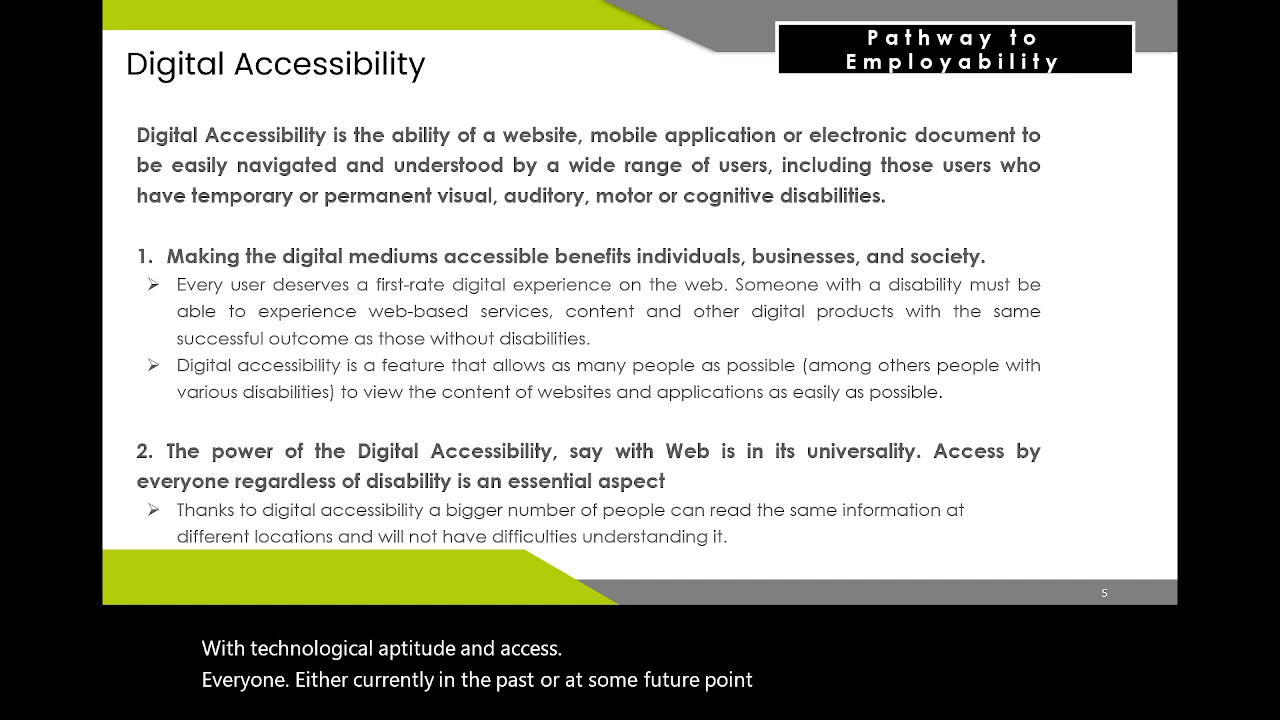 Pathway to
Employability
Digital Accessibility
Digital Accessibility is the ability of a website, mobile application or electronic document to
be easily navigated and understood by a wide range of users, including those users who
have temporary or permanent visual, auditory, motor or cognitive disabilities.
1. Making the digital mediums accessible benefits individuals, businesses, and society.
➢ Every user deserves a first-rate digital experience on the web. Someone with a disability must be
able to experience web-based services, content and other digital products with the same
successful outcome as those without disabilities.
➢ Digital accessibility is a feature that allows as many people as possible (among others people with
various disabilities) to view the content of websites and applications as easily as possible.
2. The power of the Digital Accessibility, say with Web is in its universality. Access by
everyone regardless of disability is an essential aspect
➢ Thanks to digital accessibility a bigger number of people can read the same information at
different locations and will not have difficulties understanding it.
5
With technological aptitude and access.
Everyone. Either currently in the past or at some future point